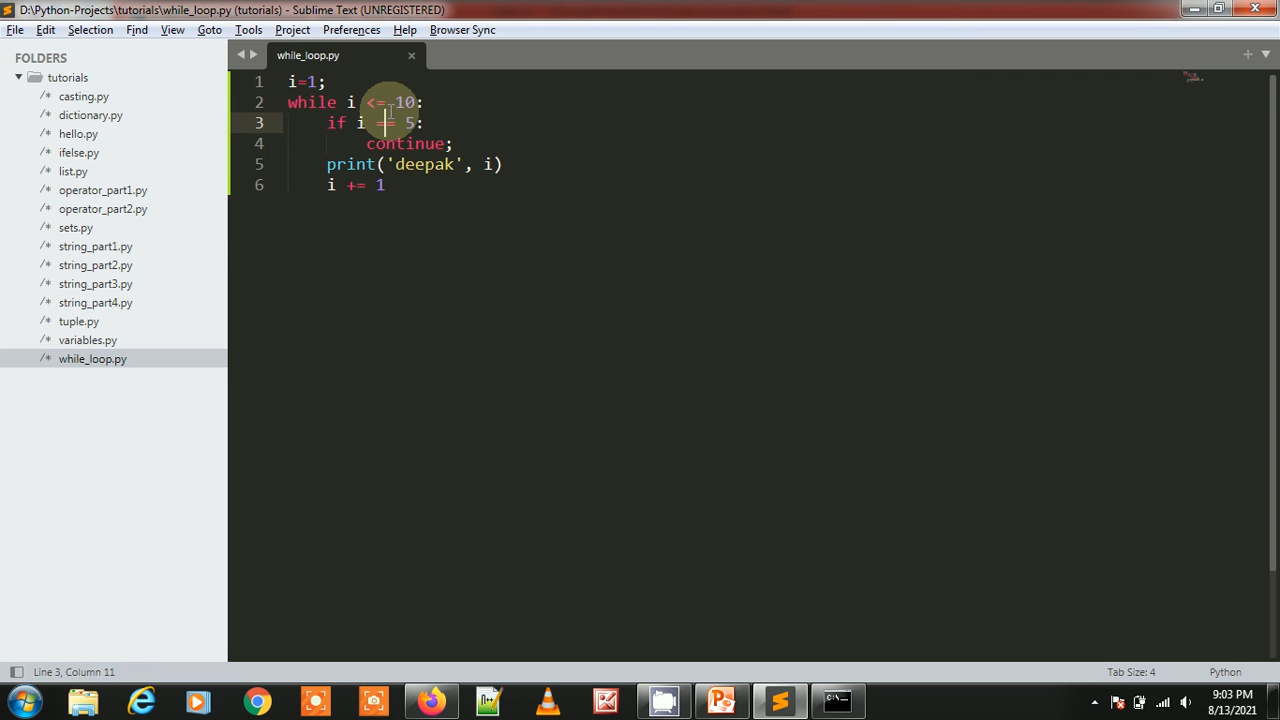 D:\Python-Projects\tutorials\while_loop.py (tutorials) - Sublime Text (UNREGISTERED)
File Edit Selection Find View Goto Tools Project Preferences Help Browser Sync
FOLDERS
tutorials
/* casting.py
/* dictionary.py
/* hello.py
/* ifelse.py
/* list.py
/* operator_part1.py
/* operator_part2.py
/* sets.py
/* string_part1.py
/* string_part2.py
/* string_part3.py
/* string_part4.py
/* tuple.py
/* variables.py
/* while_loop.py
while_loop.py ×
1 i=1;
2 while i <= 10:
3 if i == 5:
4 continue;
5 print('deepak', i)
6 i += 1
Line 3, Column 11 Tab Size: 4 Python
9:03 PM
8/13/2021